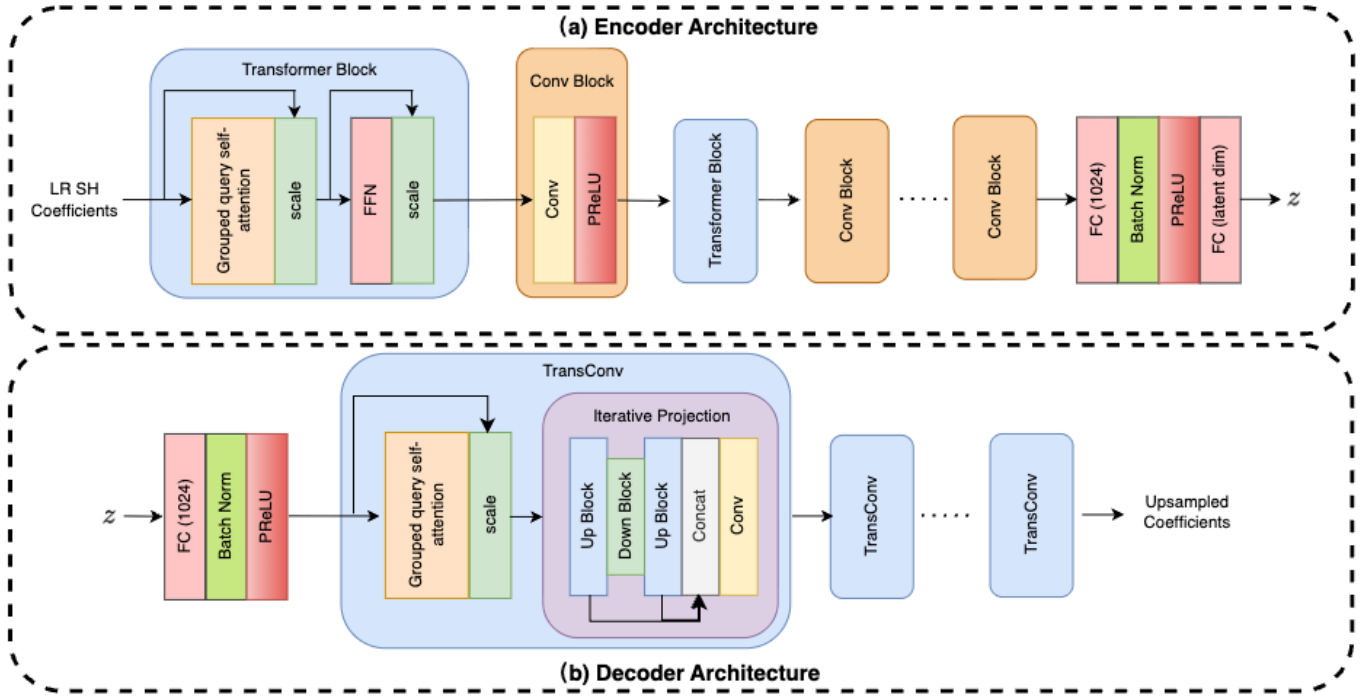 (a) Encoder Architecture
Transformer Block
Conv Block
LR SH
Coefficients
Grouped query self-
attention
scale
FFN
scale
Conv
PReLU
Transformer Block
Conv Block
......
Conv Block
FC (1024)
Batch Norm
PReLU
FC (latent dim)
z
TransConv
Iterative Projection
z
FC (1024)
Batch Norm
PReLU
Grouped query self-
attention
scale
Up Block
Down Block
Up Block
Concat
Conv
TransConv
......
TransConv
Upsampled
Coefficients
(b) Decoder Architecture